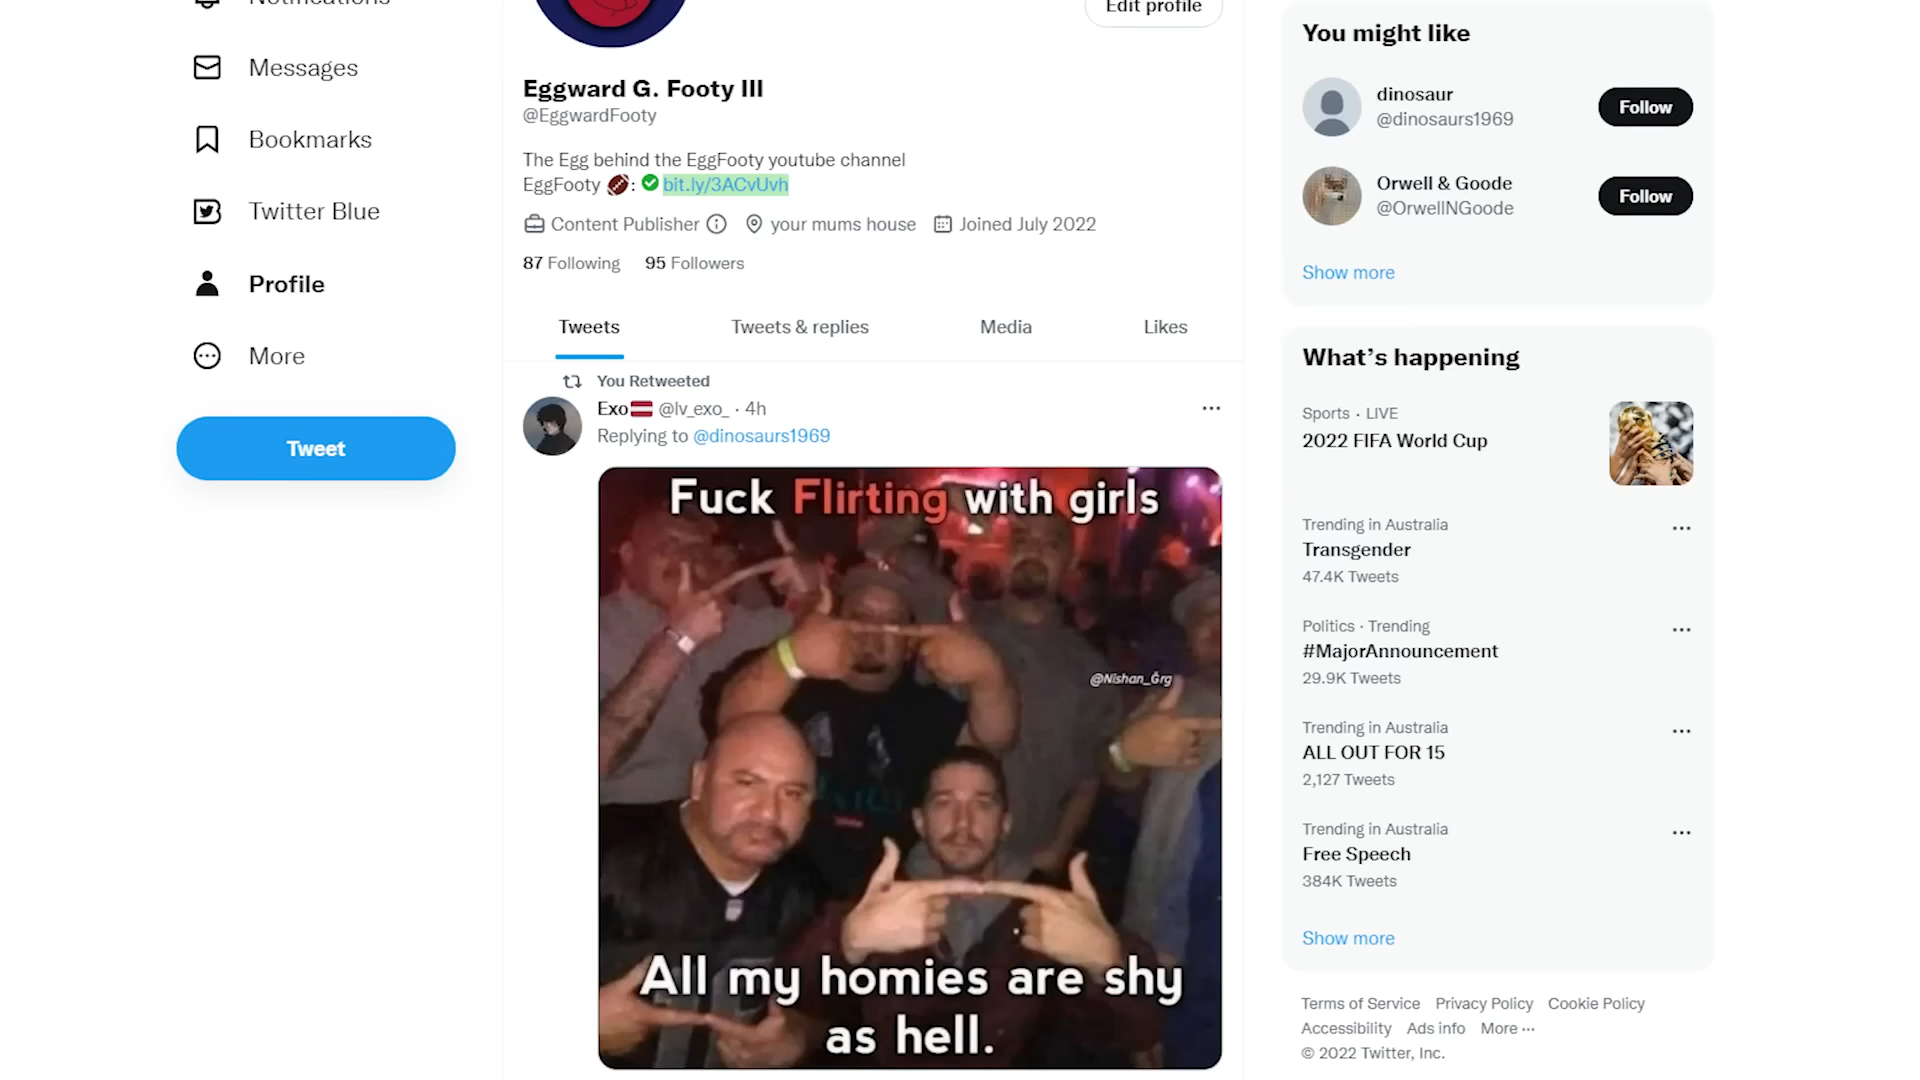 Notifications
Messages
Bookmarks
Twitter Blue
Profile
More
Tweet
Edit profile
Eggward G. Footy III
@EggwardFooty
The Egg behind the EggFooty youtube channel
EggFooty 🏈: bit.ly/3ACvUvh
Content Publisher your mums house Joined July 2022
87 Following 95 Followers
Tweets Tweets & replies Media Likes
You Retweeted
Exo @lv_exo_ · 4h
Replying to @dinosaurs1969
Fuck Flirting with girls
@Nishan_Grg
All my homies are shy
as hell.
You might like
dinosaur
@dinosaurs1969
Follow
Orwell & Goode
@OrwellNGoode
Follow
Show more
What’s happening
Sports · LIVE
2022 FIFA World Cup
Trending in Australia
Transgender
47.4K Tweets
Politics · Trending
#MajorAnnouncement
29.9K Tweets
Trending in Australia
ALL OUT FOR 15
2,127 Tweets
Trending in Australia
Free Speech
384K Tweets
Show more
Terms of Service Privacy Policy Cookie Policy
Accessibility Ads info More ···
© 2022 Twitter, Inc.